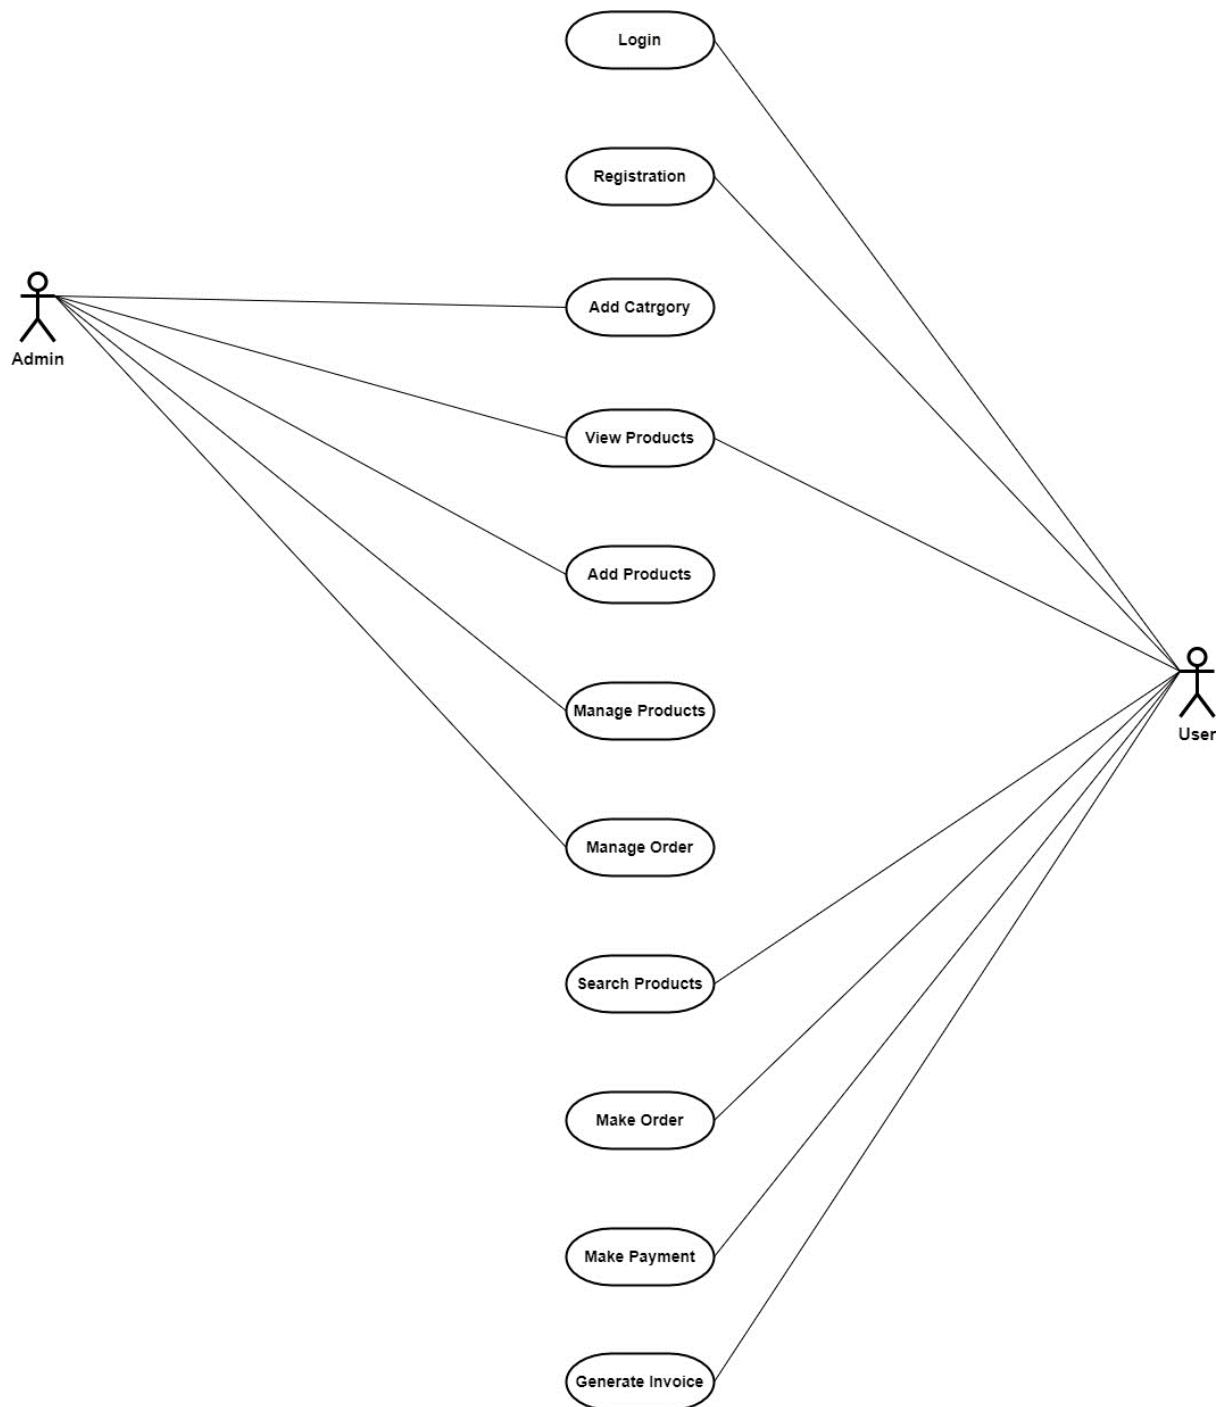 Login
Registration
Add Catrgory
Admin
View Products
Add Products
Manage Products
User
Manage Order
Search Products
Make Order
Make Payment
Generate Invoice